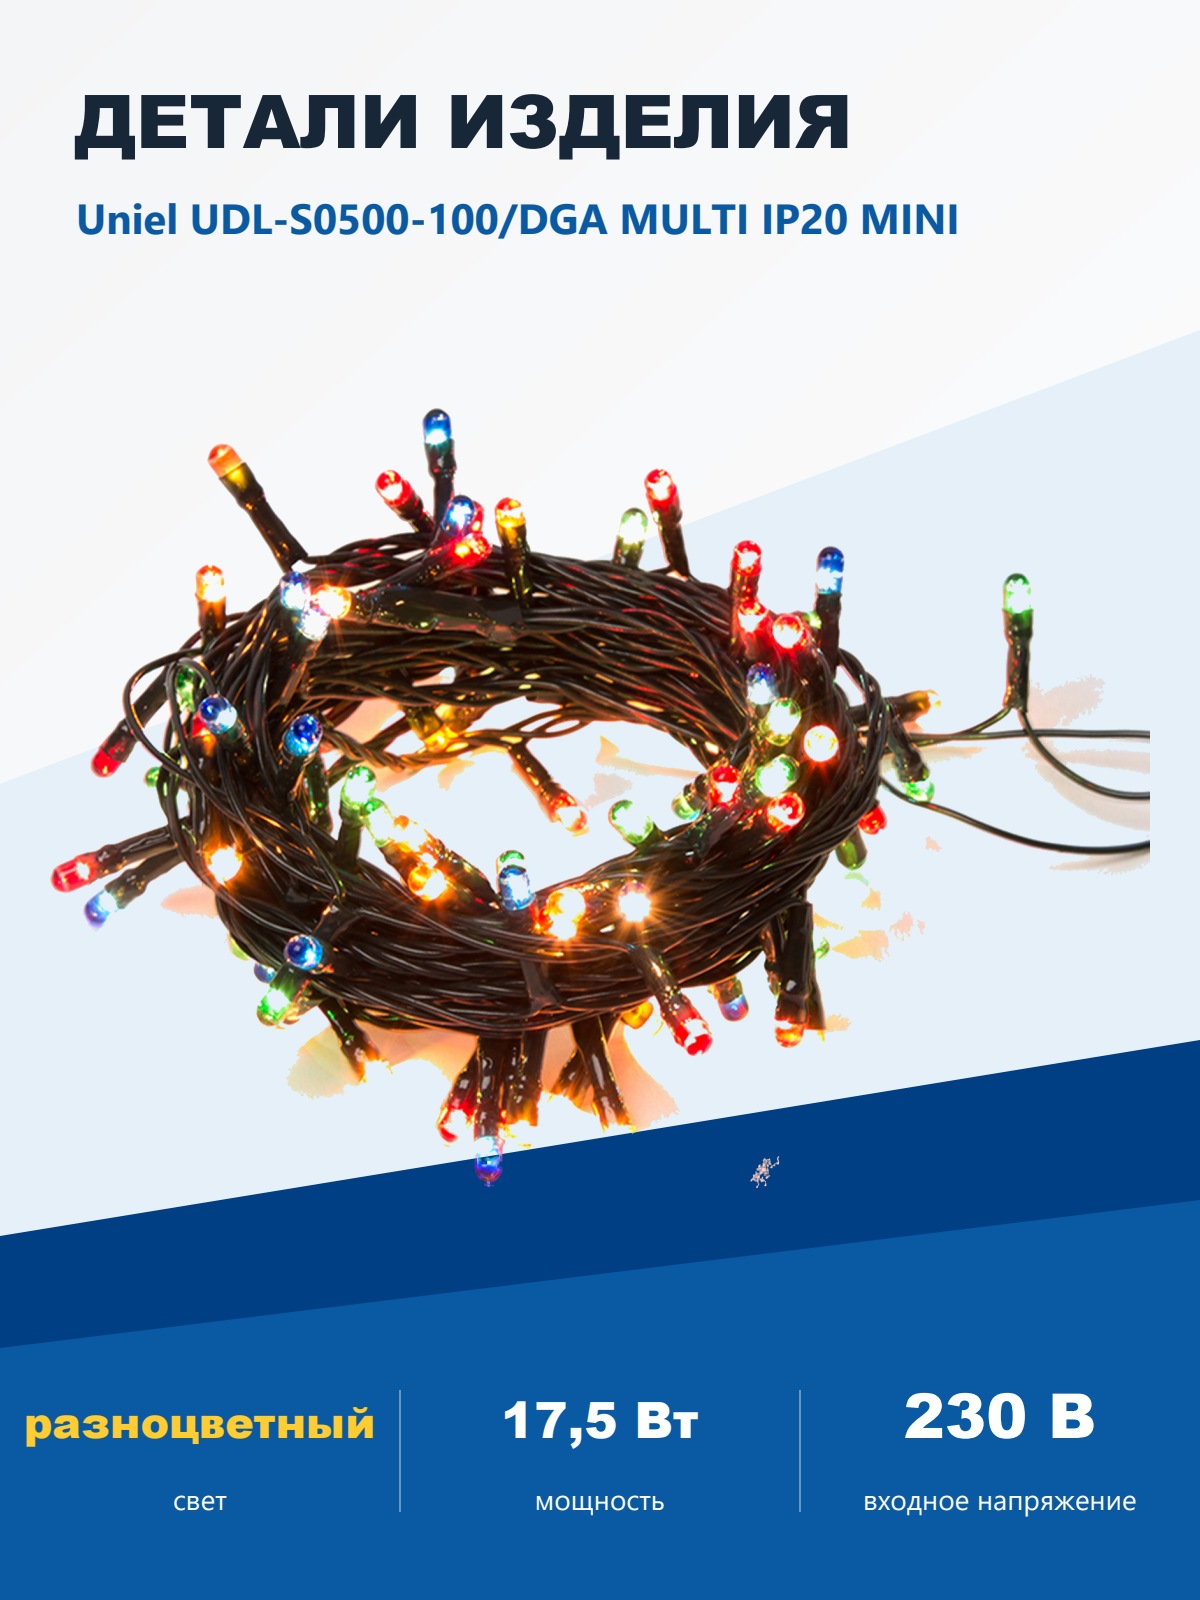 ДЕТАЛИ ИЗДЕЛИЯ
Uniel UDL-S0500-100/DGA MULTI IP20 MINI
разноцветный
свет
17,5 Вт
мощность
230 В
входное напряжение